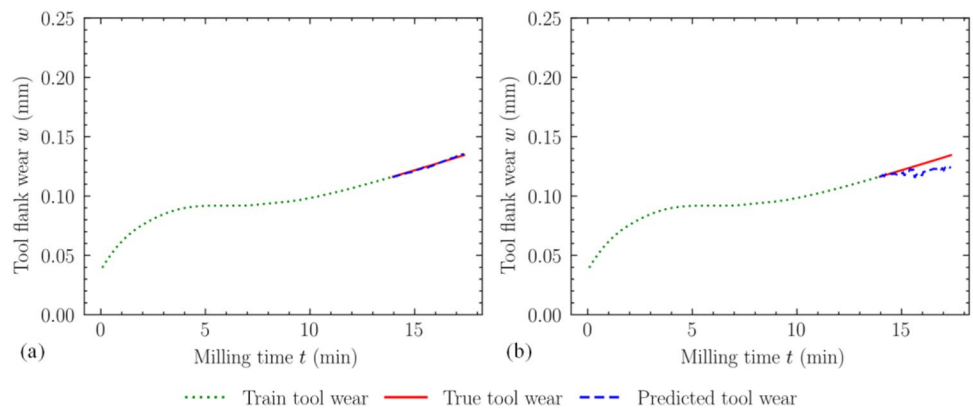 0.25
0.20
0.15
0.10
0.05
0.00
Tool flank wear w (mm)
0
5
10
15
Milling time t (min)
(a)
0.25
0.20
0.15
0.10
0.05
0.00
Tool flank wear w (mm)
0
5
10
15
Milling time t (min)
(b)
Train tool wear
True tool wear
Predicted tool wear